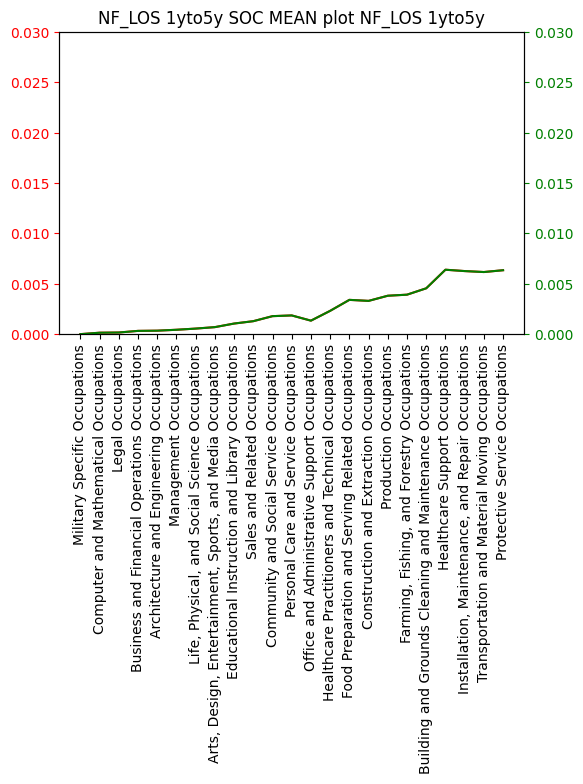 NF_LOS 1yto5y SOC MEAN plot NF_LOS 1yto5y
0.030
0.025
0.020
0.015
0.010
0.005
0.000
0.030
0.025
0.020
0.015
0.010
0.005
0.000
Military Specific Occupations
Computer and Mathematical Occupations
Legal Occupations
Business and Financial Operations Occupations
Architecture and Engineering Occupations
Management Occupations
Life, Physical, and Social Science Occupations
Arts, Design, Entertainment, Sports, and Media Occupations
Educational Instruction and Library Occupations
Sales and Related Occupations
Community and Social Service Occupations
Personal Care and Service Occupations
Office and Administrative Support Occupations
Healthcare Practitioners and Technical Occupations
Food Preparation and Serving Related Occupations
Construction and Extraction Occupations
Production Occupations
Farming, Fishing, and Forestry Occupations
Building and Grounds Cleaning and Maintenance Occupations
Healthcare Support Occupations
Installation, Maintenance, and Repair Occupations
Transportation and Material Moving Occupations
Protective Service Occupations